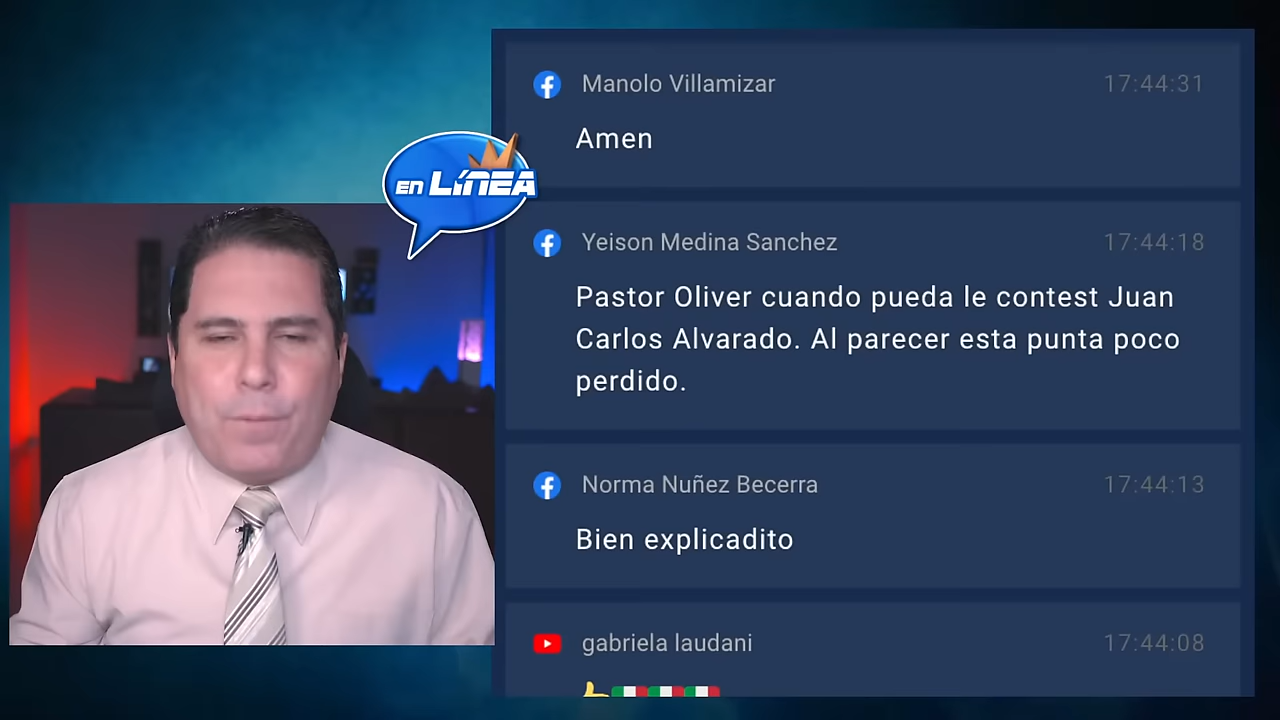 Manolo Villamizar 17:44:31
Amen
en LíNEA
Yeison Medina Sanchez 17:44:18
Pastor Oliver cuando pueda le contest Juan
Carlos Alvarado. Al parecer esta punta poco
perdido.
Norma Nuñez Becerra 17:44:13
Bien explicadito
gabriela laudani 17:44:08